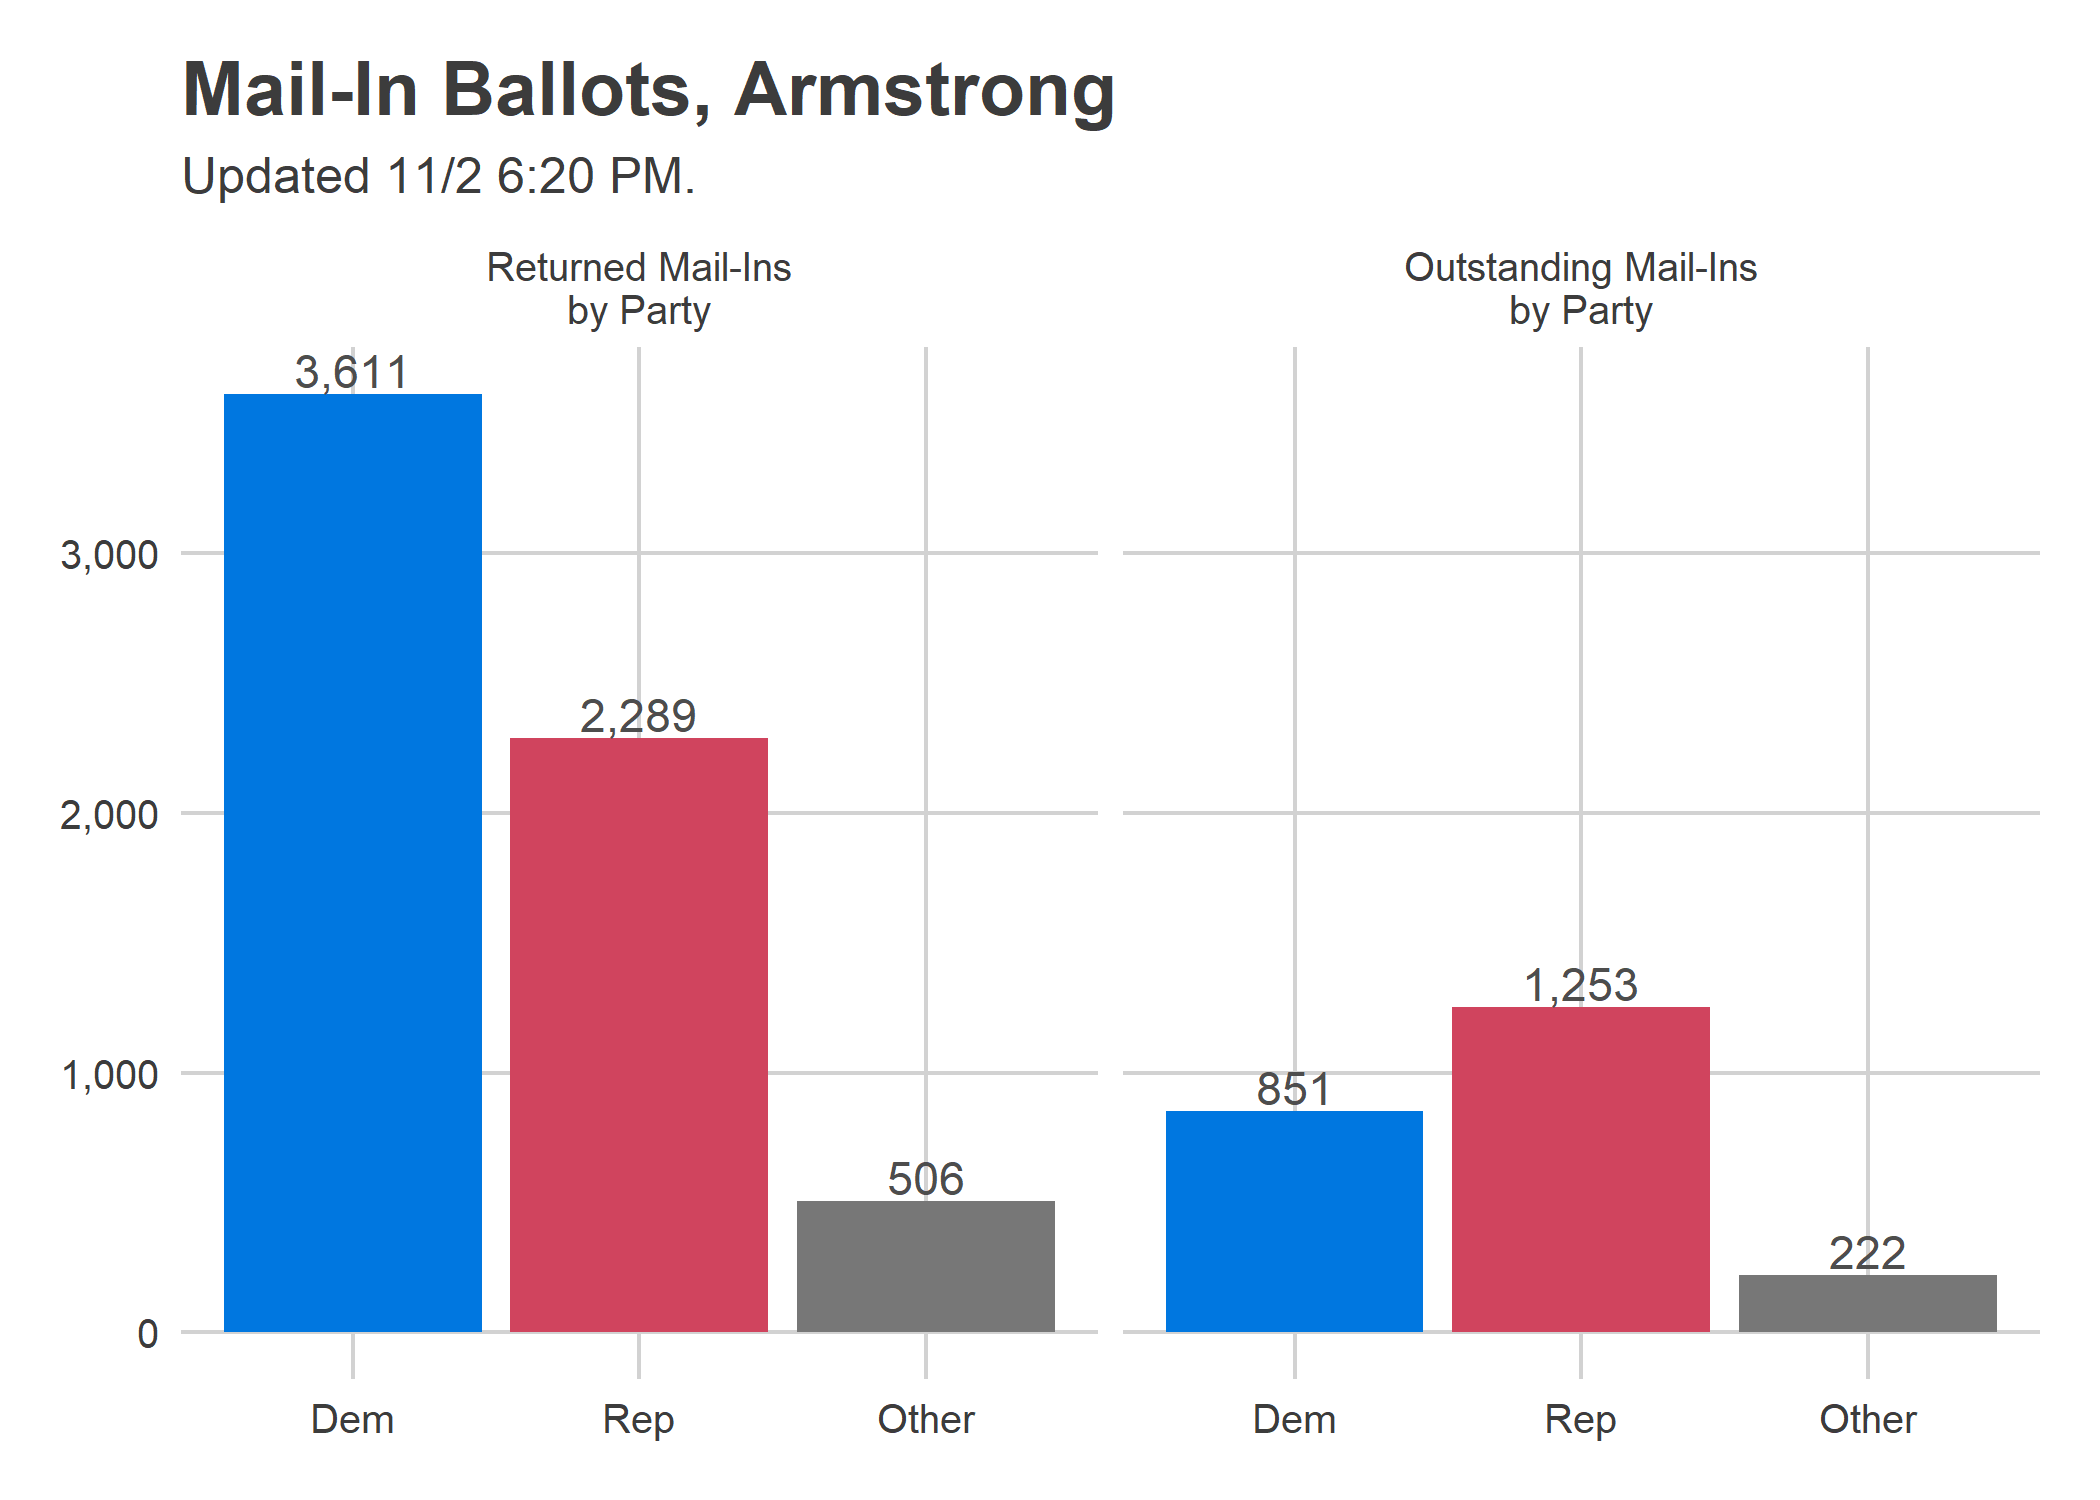 Mail-In Ballots, Armstrong
Updated 11/2 6:20 PM.
Returned Mail-Ins
by Party
3,611
2,289
506
3,000
2,000
1,000
0
Dem
Rep
Other
Outstanding Mail-Ins
by Party
851
1,253
222
Dem
Rep
Other